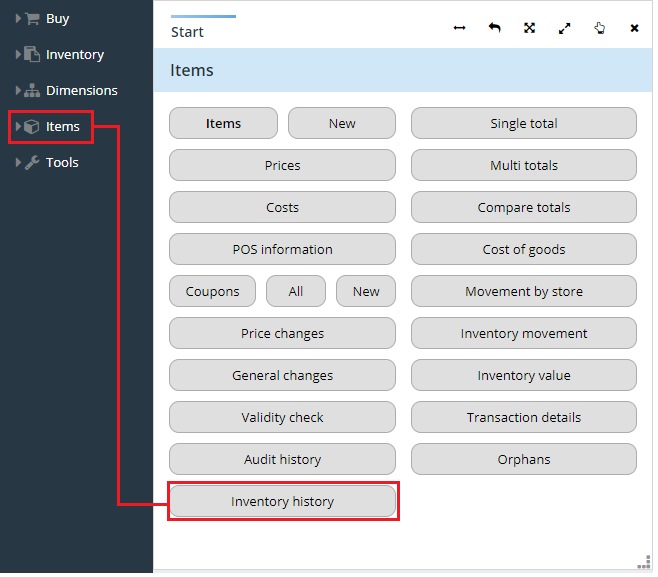 Buy
Inventory
Dimensions
Items
Tools
Start
Items
Items New Single total
Prices Multi totals
Costs Compare totals
POS information Cost of goods
Coupons All New Movement by store
Price changes Inventory movement
General changes Inventory value
Validity check Transaction details
Audit history Orphans
Inventory history